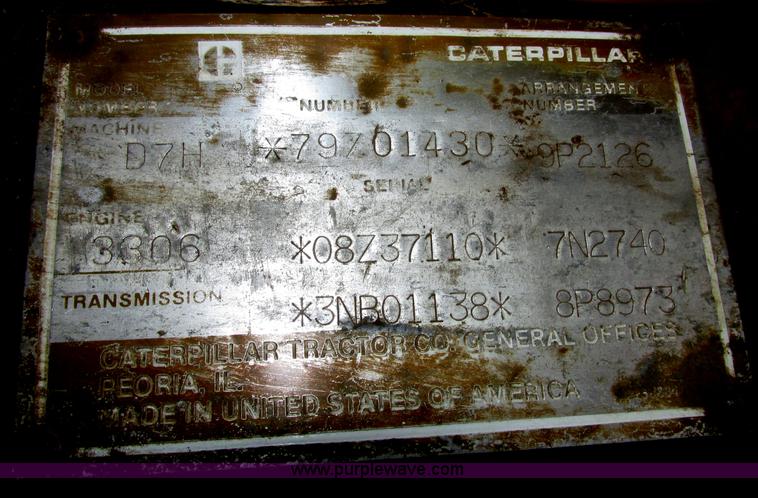 CATERPILLAR
MODEL ARRANGEMENT
NUMBER NUMBER NUMBER
MACHINE
D7H *79Z01430* 9P2126
SERIAL
ENGINE
3306 *08Z37110* 7N2740
TRANSMISSION *3NB01138* 8P8973
CATERPILLAR TRACTOR CO. GENERAL OFFICES
PEORIA, IL.
MADE IN UNITED STATES OF AMERICA
www.purplewave.com